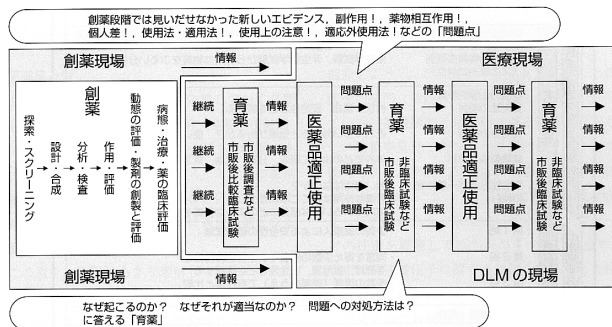 創薬段階では見いだせなかった新しいエビデンス，副作用！，薬物相互作用！，
個人差！，使用法・適用法！，使用上の注意！，適応外使用法！などの「問題点」
創薬現場
情報
医療現場
創薬
探索・スクリーニング
設計・合成
分析・検査
作用・評価
動態の評価・製剤の創製と評価
病態・治療・薬の臨床評価
継続
継続
継続
育薬
市販後調査など
市販後比較臨床試験
情報
情報
情報
医薬品適正使用
問題点
問題点
問題点
問題点
育薬
非臨床試験など
市販後臨床試験
情報
情報
情報
情報
医薬品適正使用
問題点
問題点
問題点
問題点
育薬
非臨床試験など
市販後臨床試験
情報
情報
情報
情報
創薬現場
情報
DLMの現場
なぜ起こるのか？　なぜそれが適当なのか？　問題への対処方法は？
に答える「育薬」